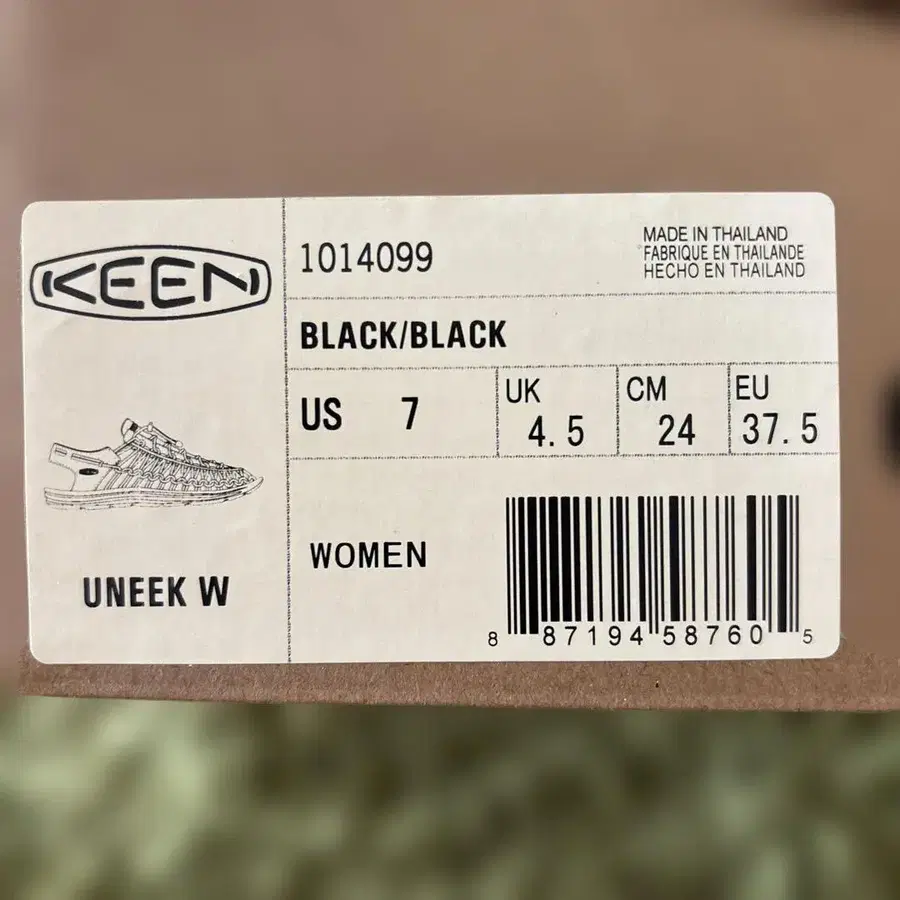 KEEN
1014099
MADE IN THAILAND
FABRIQUE EN THAILANDE
HECHO EN THAILAND
BLACK/BLACK
US 7
UK 4.5
CM 24
EU 37.5
UNEEK W
WOMEN
8 87194 58760 5